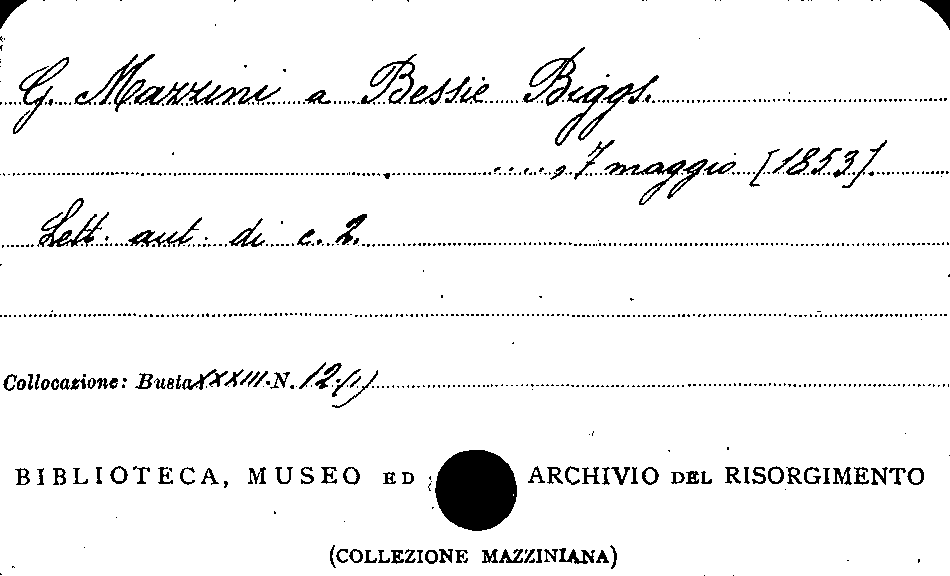 G. Mazzini a Bessie Biggs.
....., 7 maggio [1853].
Lett. aut. di c. 2.
Collocazione: Busta XXXIII. N. 12.(1)
BIBLIOTECA, MUSEO ED ARCHIVIO DEL RISORGIMENTO
(COLLEZIONE MAZZINIANA)